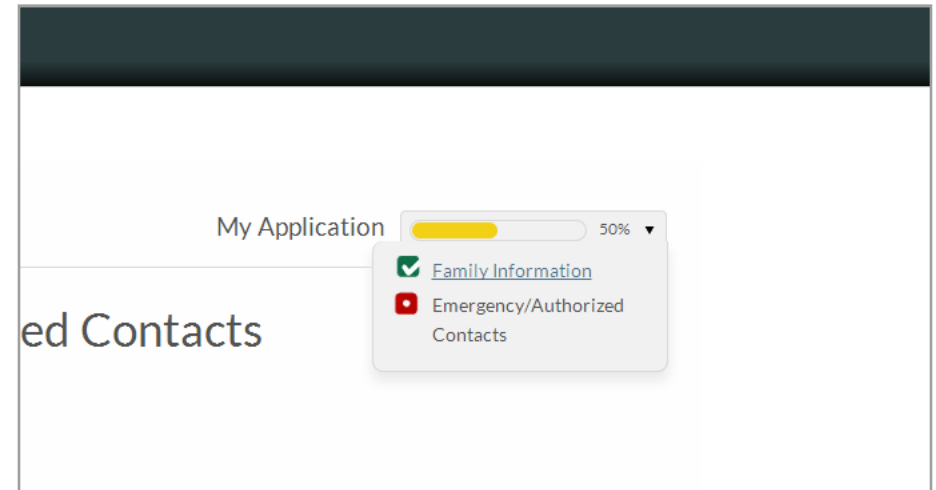 My Application 50% ▼
Family Information
Emergency/Authorized
ed Contacts
Contacts